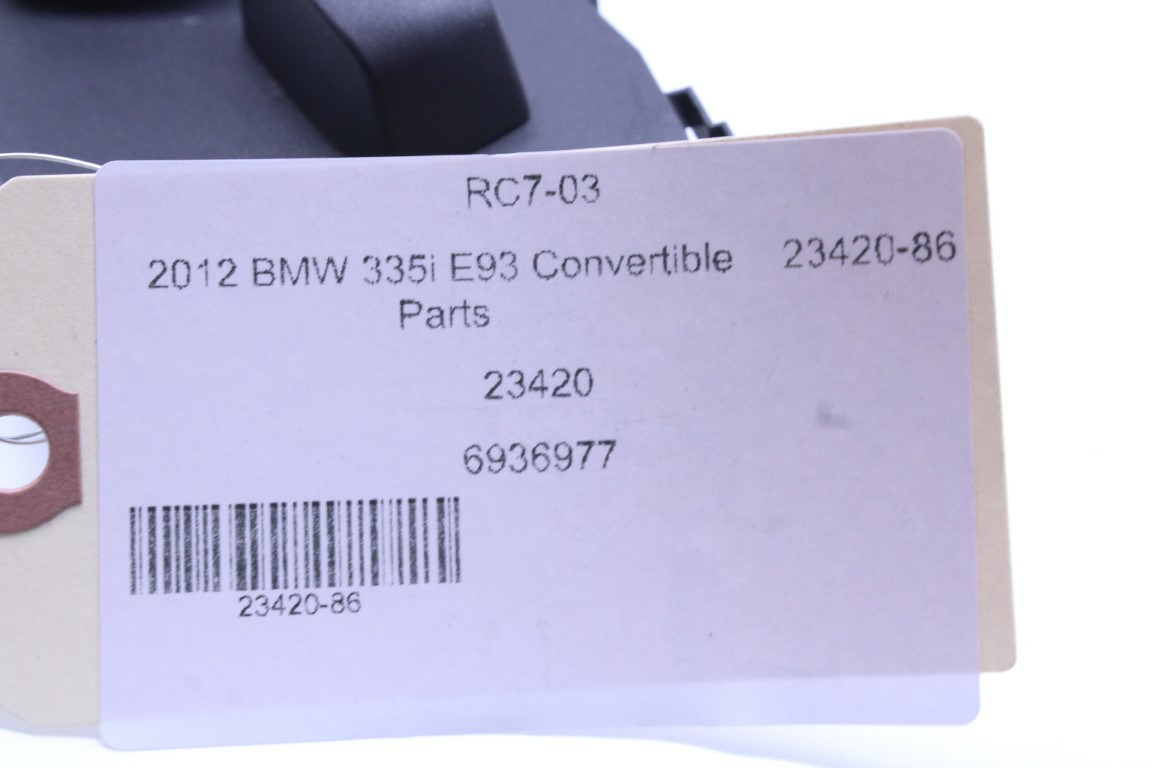 RC7-03
2012 BMW 335i E93 Convertible 23420-86
Parts
23420
6936977
23420-86